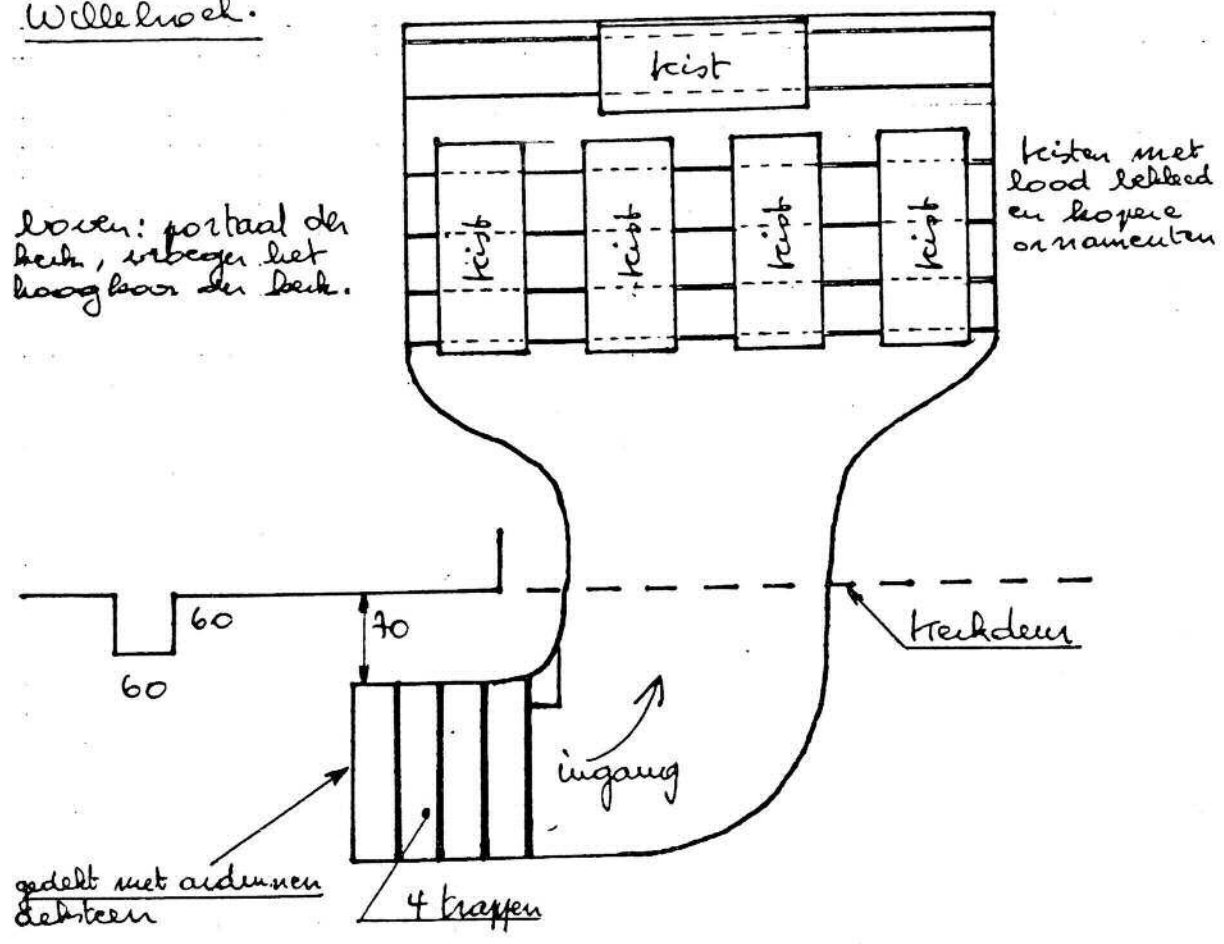 Willebroek.
kist
boven: portaal der
kerk, vroeger het
hoogkoor der kerk.
kist
kist
kist
kist
kisten met
lood bekleed
en kopere
ornamenten
60
60
70
kerkdeur
ingang
gedekt met arduinen
deksteen
4 trappen